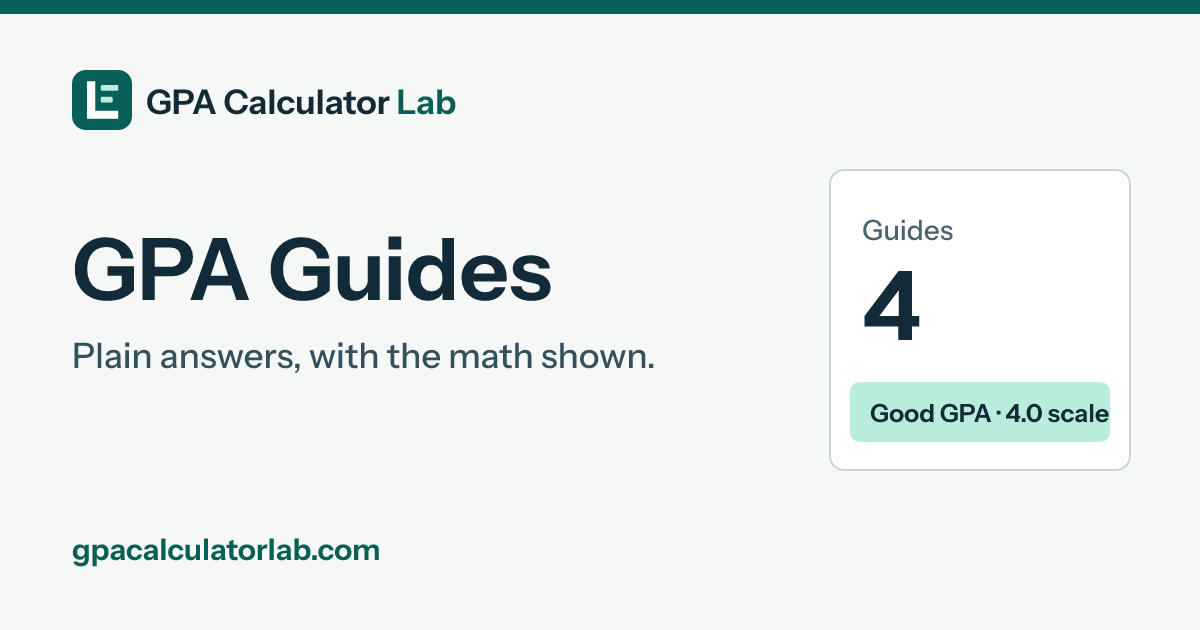 GPA Calculator Lab
GPA Guides
Plain answers, with the math shown.
Guides
4
Good GPA · 4.0 scale
gpacalculatorlab.com